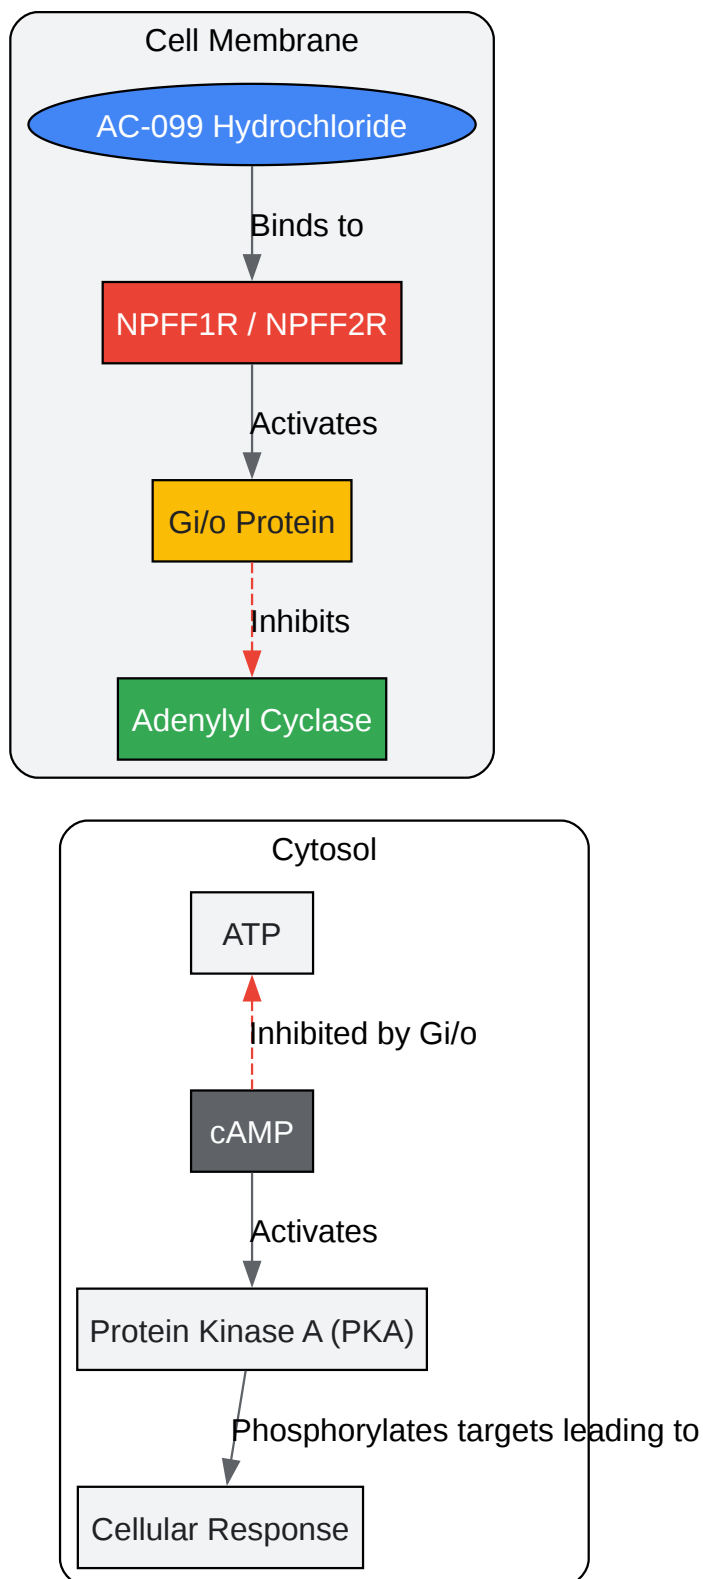 Cell Membrane
AC-099 Hydrochloride
Binds to
NPFF1R / NPFF2R
Activates
Gi/o Protein
Inhibits
Adenylyl Cyclase
Cytosol
ATP
Inhibited by Gi/o
cAMP
Activates
Protein Kinase A (PKA)
Phosphorylates targets leading to
Cellular Response